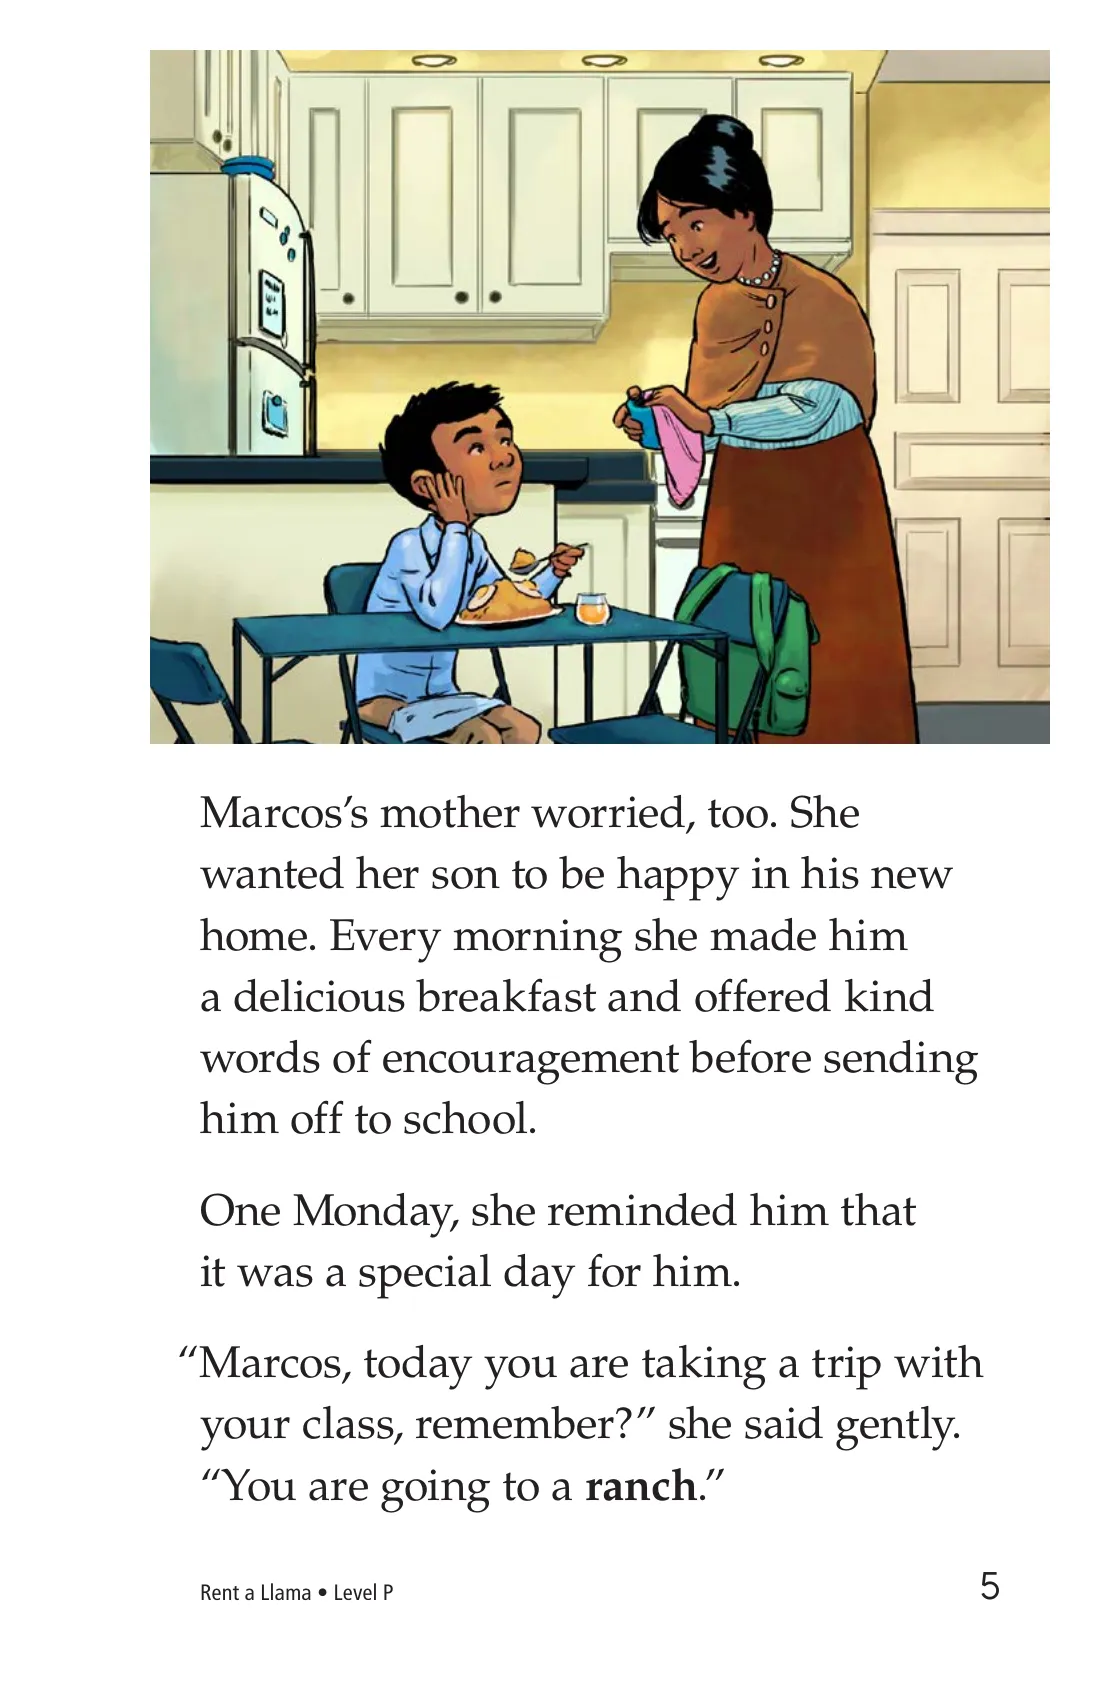 Marcos’s mother worried, too. She
wanted her son to be happy in his new
home. Every morning she made him
a delicious breakfast and offered kind
words of encouragement before sending
him off to school.
One Monday, she reminded him that
it was a special day for him.
“Marcos, today you are taking a trip with
your class, remember?” she said gently.
“You are going to a ranch.”
Rent a Llama • Level P
5